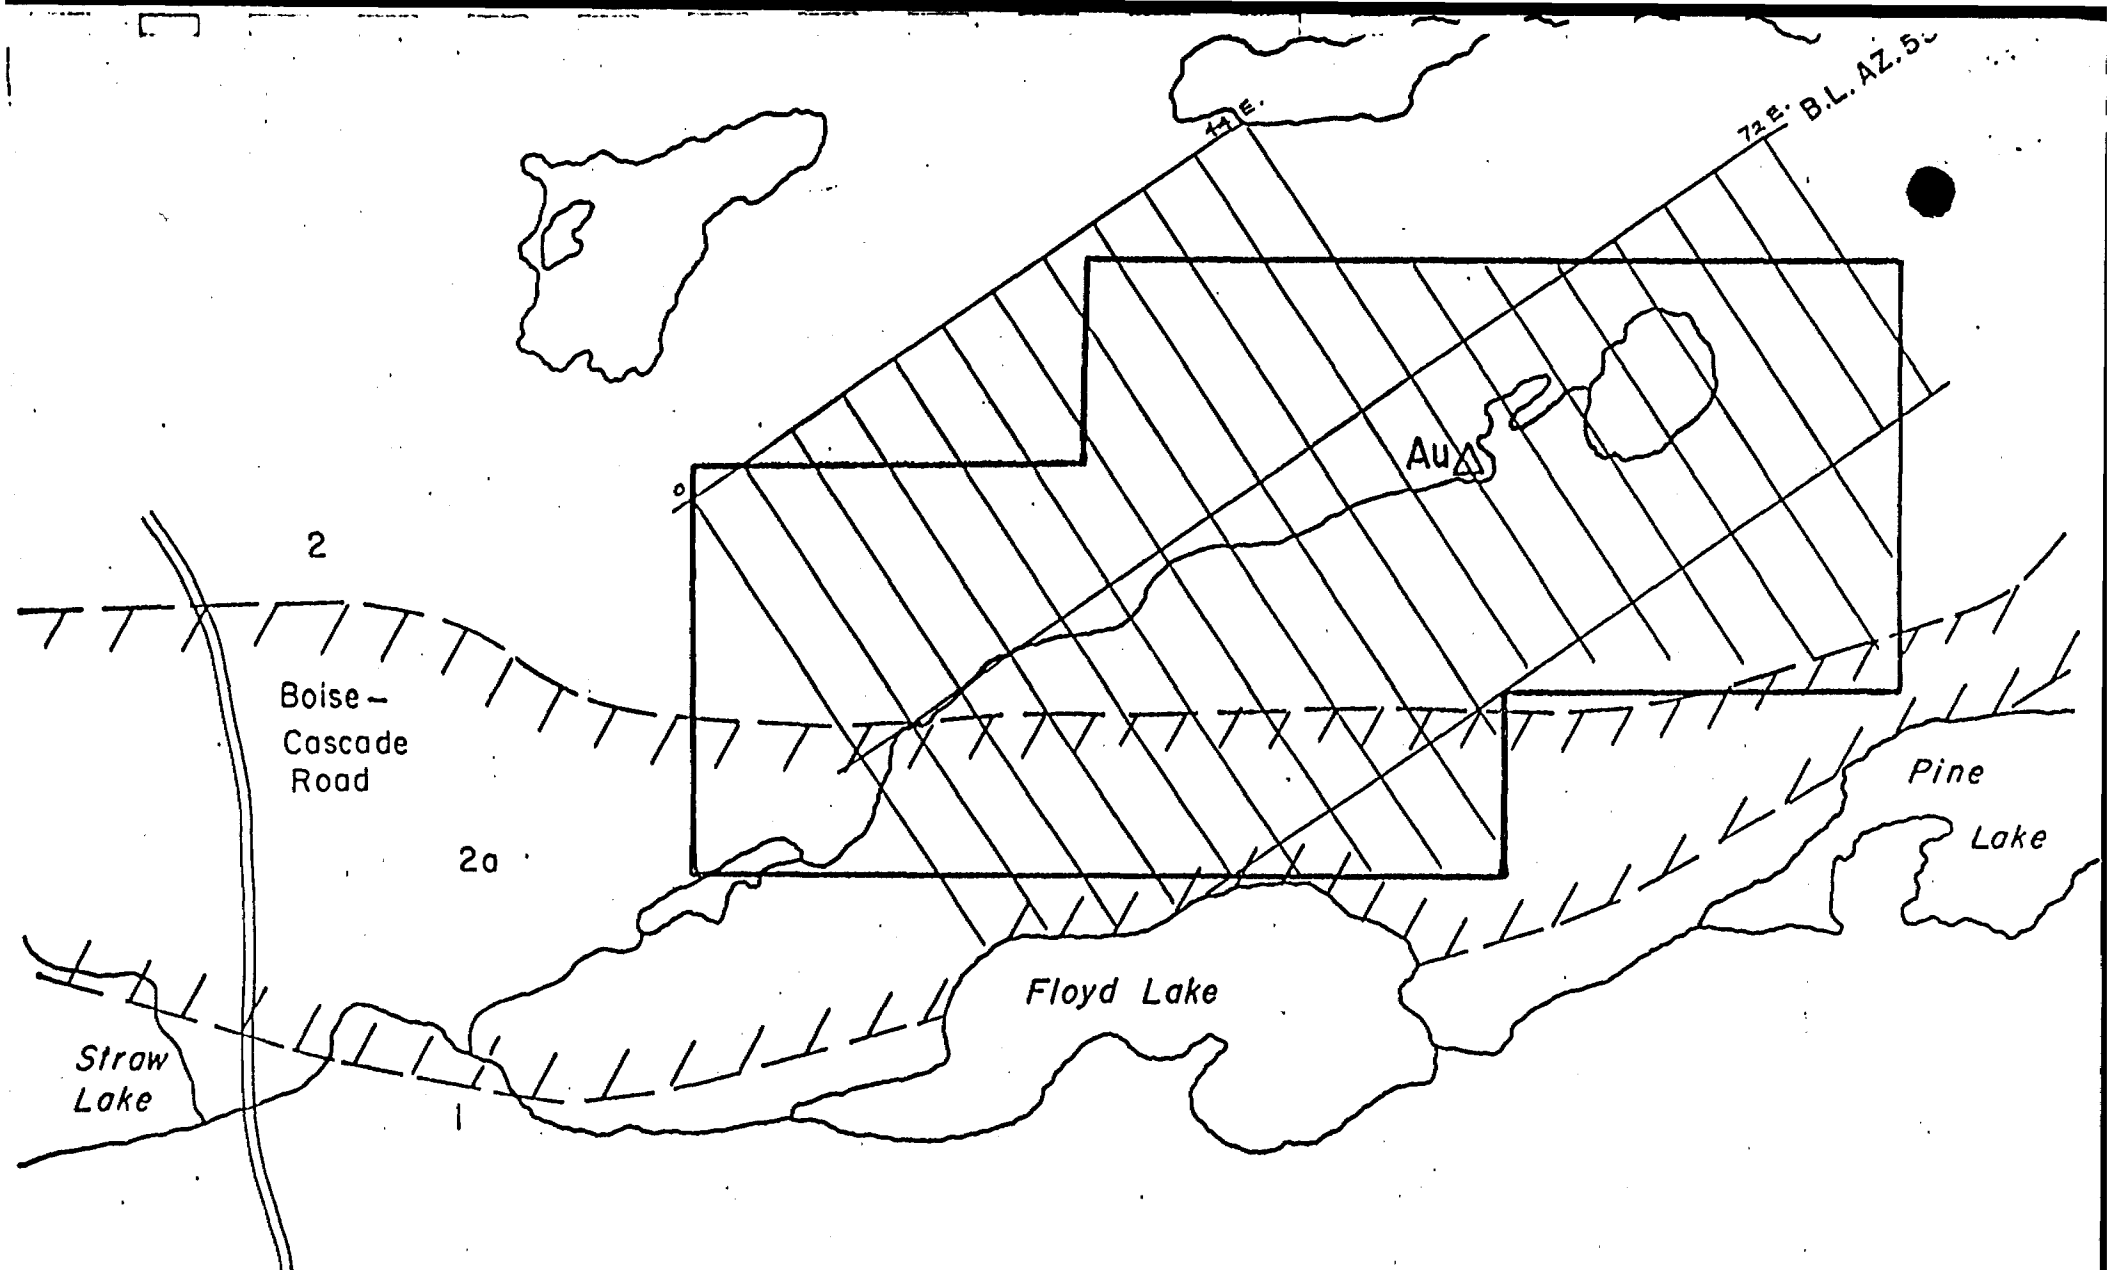 44 E.
72 E.
B.L. AZ. 5
Au
0
2
Boise –
Cascade
Road
2a
Pine
Lake
Floyd Lake
Straw
Lake
1